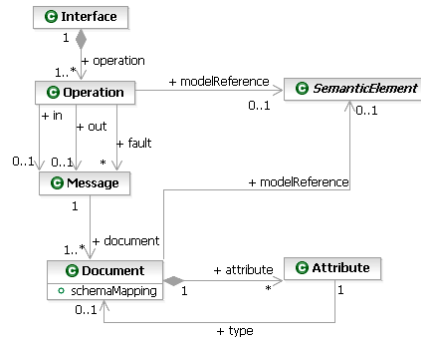 Interface
1
+ operation
1..*
Operation
+ modelReference
0..1
SemanticElement
0..1
+ in
+ out
+ fault
0..1
0..1
*
Message
1
+ modelReference
1..*
+ document
Document
schemaMapping
1
+ attribute
*
Attribute
1
0..1
+ type